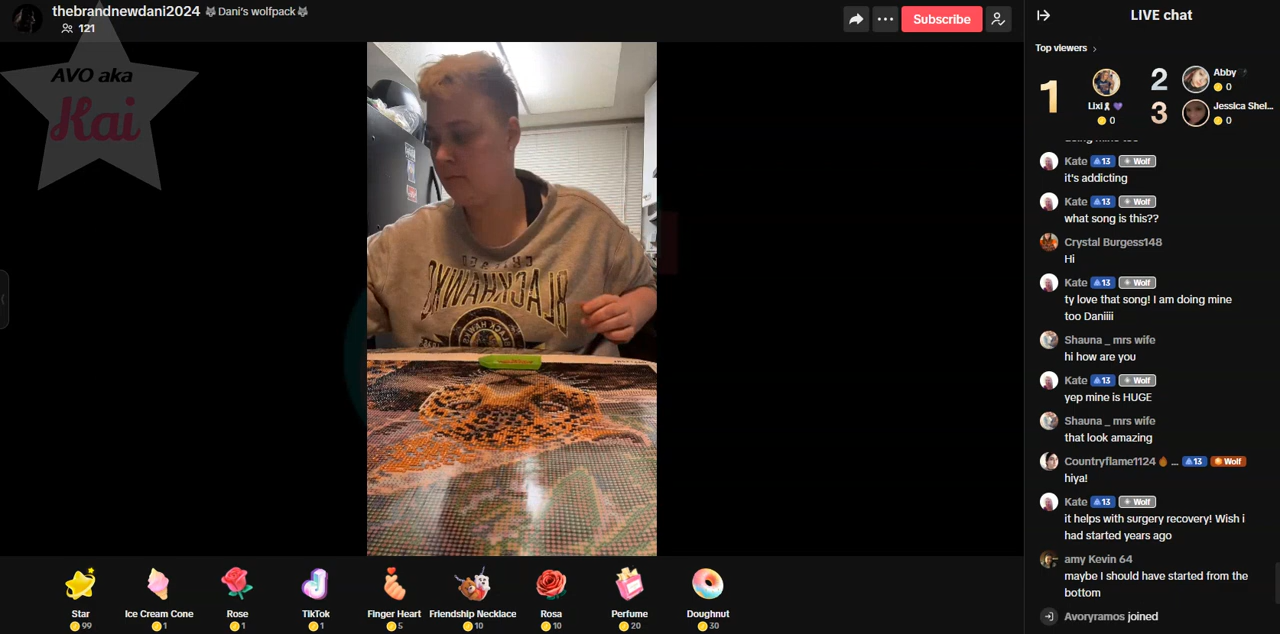 thebrandnewdani2024 🐺Dani's wolfpack🐺
121
Subscribe
LIVE chat
AVO aka
Kai
Top viewers
1
Lixi🎗💜
0
2
Abby
0
3
Jessica Shel...
0
Kate 13 Wolf
it's addicting
Kate 13 Wolf
what song is this??
Crystal Burgess148
Hi
Kate 13 Wolf
ty love that song! I am doing mine
too Daniiii
Shauna _ mrs wife
hi how are you
Kate 13 Wolf
yep mine is HUGE
Shauna _ mrs wife
that look amazing
Countryflame1124🔥... 13 Wolf
hiya!
Kate 13 Wolf
it helps with surgery recovery! Wish i
had started years ago
amy Kevin 64
maybe I should have started from the
bottom
Avoryramos joined
CHICAGO
BLACKHAWKS
BLACK HAWKS
Star
99
Ice Cream Cone
1
Rose
1
TikTok
1
Finger Heart
5
Friendship Necklace
10
Rosa
10
Perfume
20
Doughnut
30